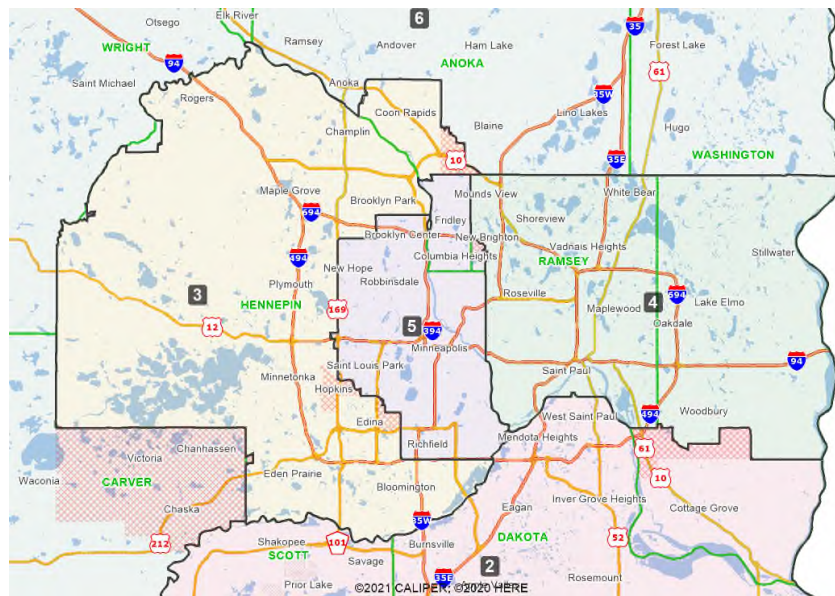 Otsego
Elk River
Ramsey
Andover
6
Ham Lake
35
Forest Lake
WRIGHT
94
ANOKA
61
Saint Michael
Anoka
Rogers
35W
Coon Rapids
Lino Lakes
Champlin
Blaine
Hugo
10
35E
WASHINGTON
Maple Grove
Mounds View
White Bear
Brooklyn Park
694
Fridley
Shoreview
Brooklyn Center
New Brighton
Vadnais Heights
Stillwater
494
Columbia Heights
RAMSEY
New Hope
Plymouth
Robbinsdale
3
HENNEPIN
169
Roseville
Maplewood
4
694
Lake Elmo
12
5
394
Oakdale
Minneapolis
94
Saint Louis Park
Saint Paul
Minnetonka
Hopkins
494
Woodbury
Edina
West Saint Paul
Richfield
Mendota Heights
61
Chanhassen
Victoria
Eden Prairie
10
Waconia
CARVER
Bloomington
Inver Grove Heights
Chaska
Eagan
Cottage Grove
35W
212
Shakopee
101
Burnsville
DAKOTA
52
SCOTT
Savage
2
Prior Lake
35E
Rosemount
©2021 CALIPER; ©2020 HERE